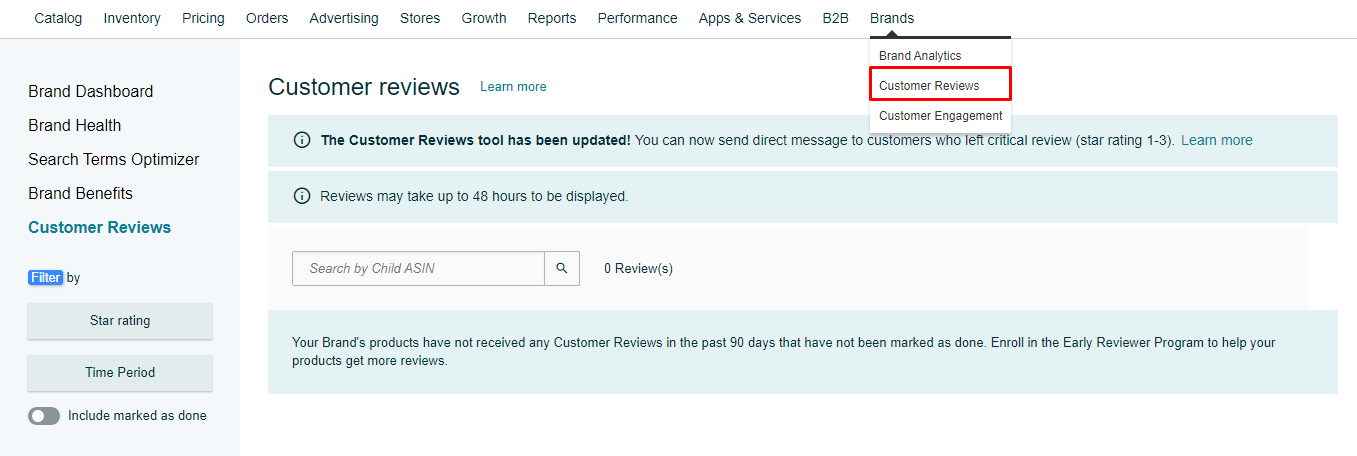 Catalog Inventory Pricing Orders Advertising Stores Growth Reports Performance Apps & Services B2B Brands
Brand Analytics
Customer Reviews
Customer Engagement
Brand Dashboard
Brand Health
Search Terms Optimizer
Brand Benefits
Customer Reviews
Filter by
Star rating
Time Period
Include marked as done
Customer reviews Learn more
The Customer Reviews tool has been updated! You can now send direct message to customers who left critical review (star rating 1-3). Learn more
Reviews may take up to 48 hours to be displayed.
Search by Child ASIN 0 Review(s)
Your Brand's products have not received any Customer Reviews in the past 90 days that have not been marked as done. Enroll in the Early Reviewer Program to help your
products get more reviews.